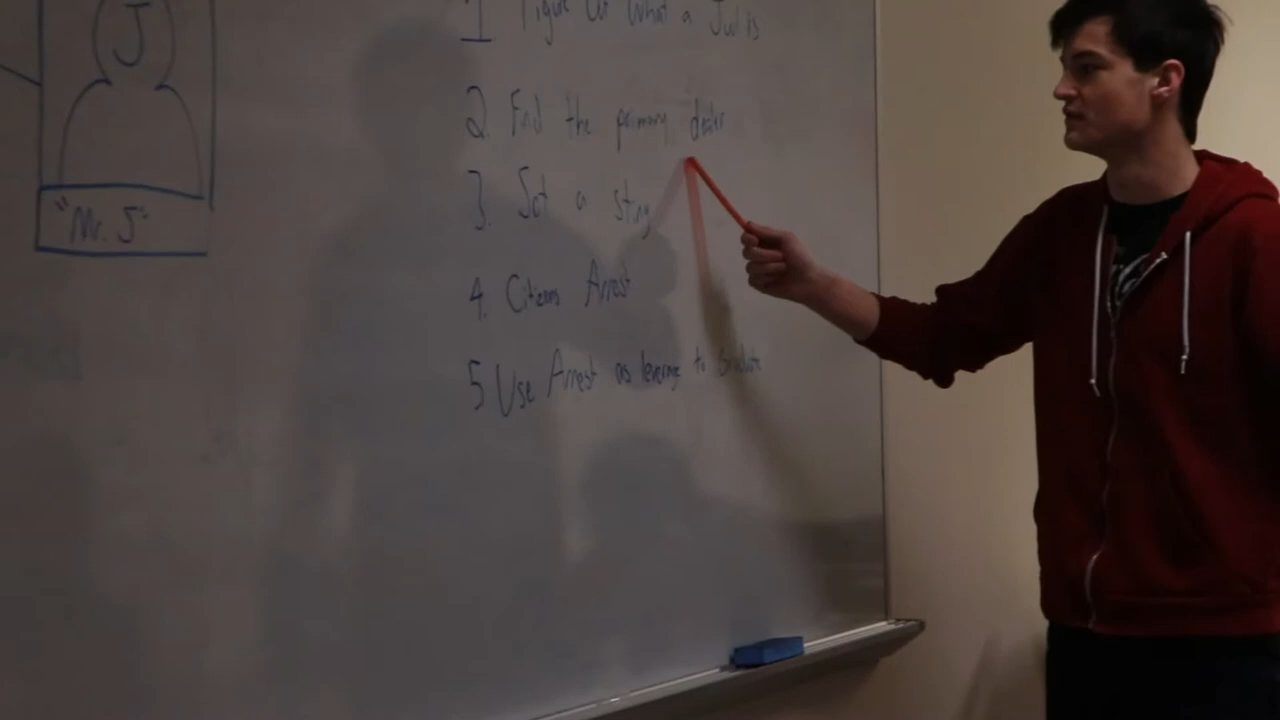 J
"Mr. J"
1 Figure out what a Jul is
2. Find the primary dealer
3. Set a sting
4. Citizens Arrest
5 Use Arrest as leverage to Graduate